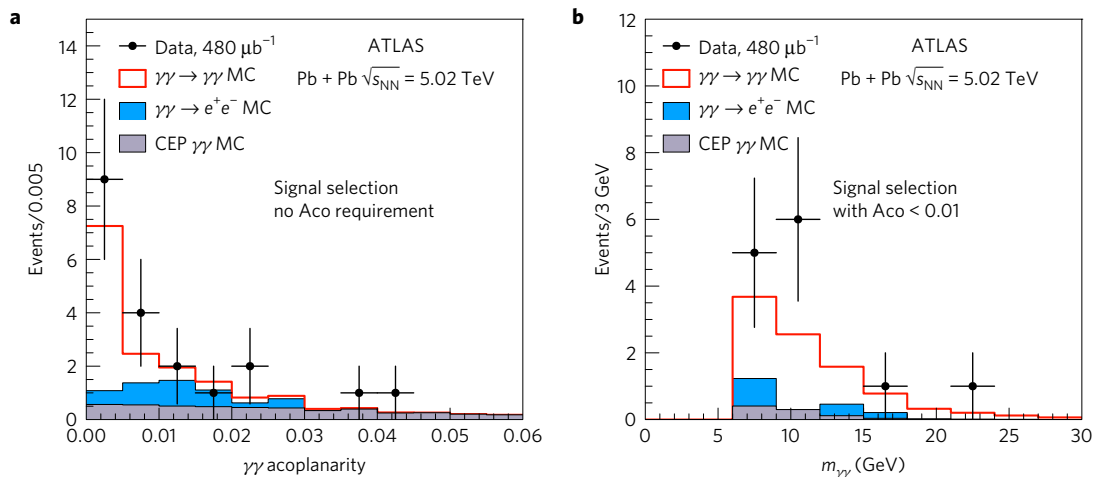 a
14
12
10
8
6
4
2
0
Events/0.005
Data, 480 μb⁻¹
γγ → γγ MC
γγ → e⁺e⁻ MC
CEP γγ MC
ATLAS
Pb + Pb √sNN = 5.02 TeV
Signal selection
no Aco requirement
0.00 0.01 0.02 0.03 0.04 0.05 0.06
γγ acoplanarity
b
12
10
8
6
4
2
0
Events/3 GeV
Data, 480 μb⁻¹
γγ → γγ MC
γγ → e⁺e⁻ MC
CEP γγ MC
ATLAS
Pb + Pb √sNN = 5.02 TeV
Signal selection
with Aco < 0.01
0 5 10 15 20 25 30
mγγ (GeV)